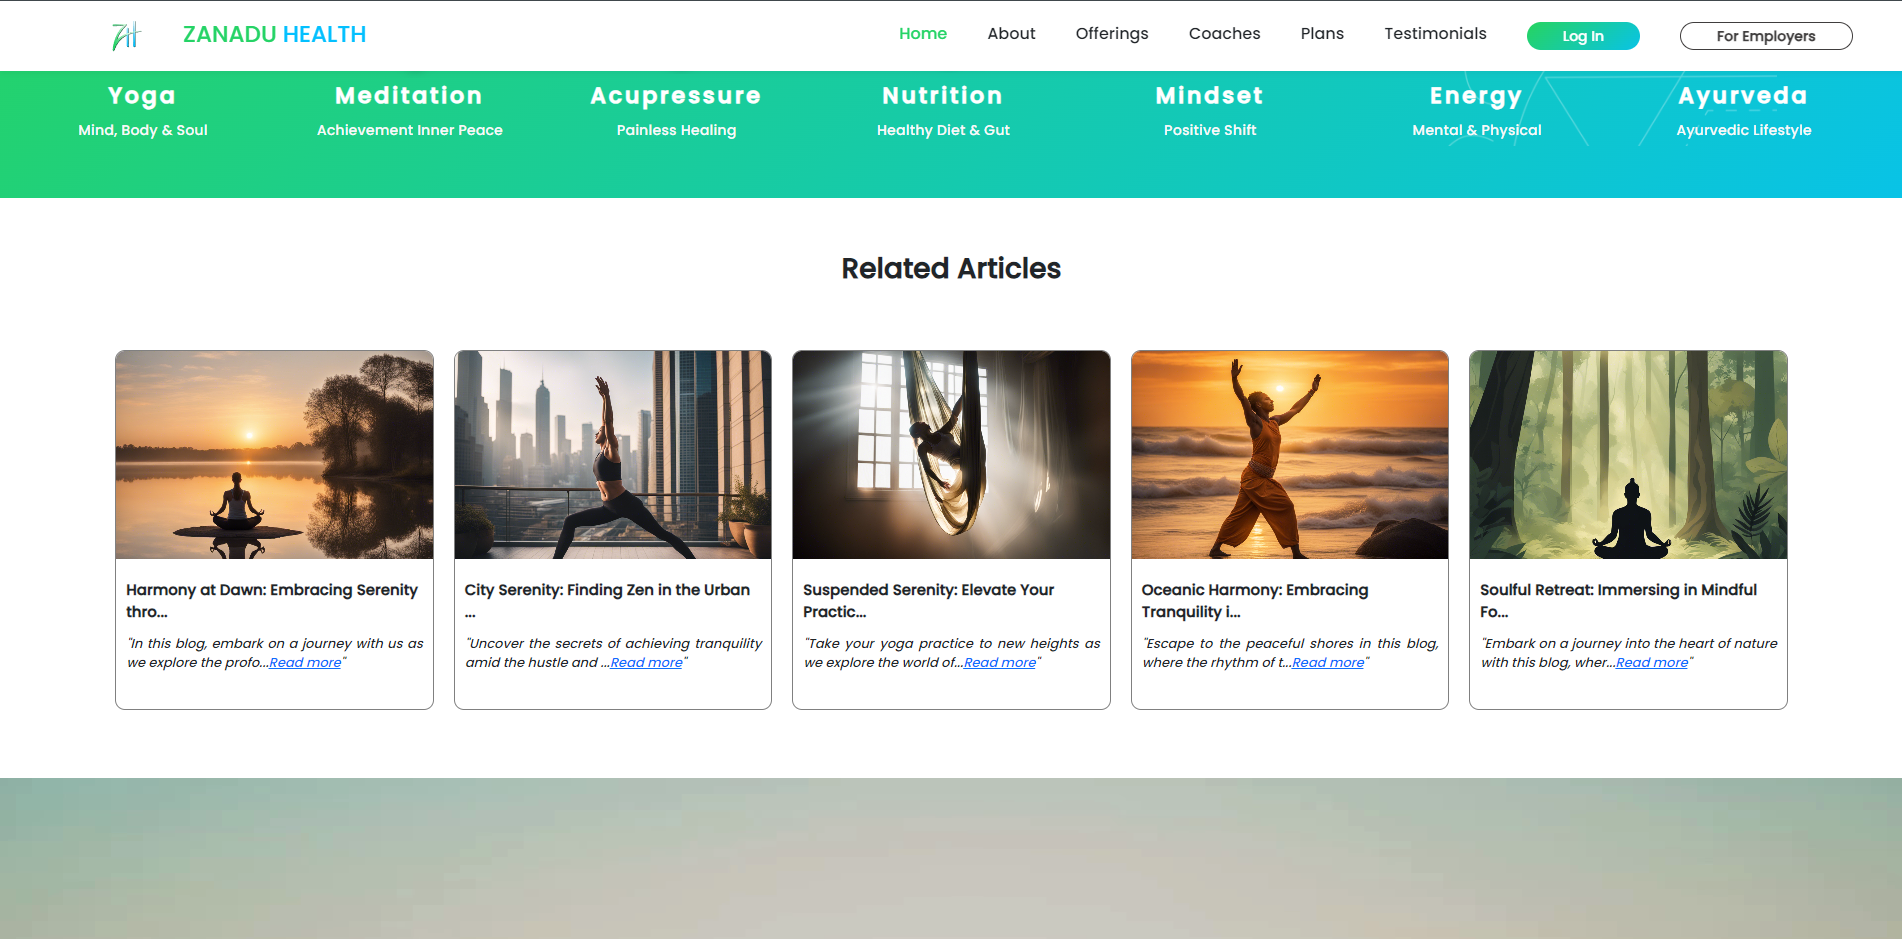 ZANADU HEALTH
Home About Offerings Coaches Plans Testimonials Log In For Employers
Yoga Meditation Acupressure Nutrition Mindset Energy Ayurveda
Mind, Body & Soul Achievement Inner Peace Painless Healing Healthy Diet & Gut Positive Shift Mental & Physical Ayurvedic Lifestyle
Related Articles
Harmony at Dawn: Embracing Serenity
thro...
"In this blog, embark on a journey with us as
we explore the profo...Read more"
City Serenity: Finding Zen in the Urban
...
"Uncover the secrets of achieving tranquility
amid the hustle and ...Read more"
Suspended Serenity: Elevate Your
Practic...
"Take your yoga practice to new heights as
we explore the world of...Read more"
Oceanic Harmony: Embracing
Tranquility i...
"Escape to the peaceful shores in this blog,
where the rhythm of t...Read more"
Soulful Retreat: Immersing in Mindful
Fo...
"Embark on a journey into the heart of nature
with this blog, wher...Read more"